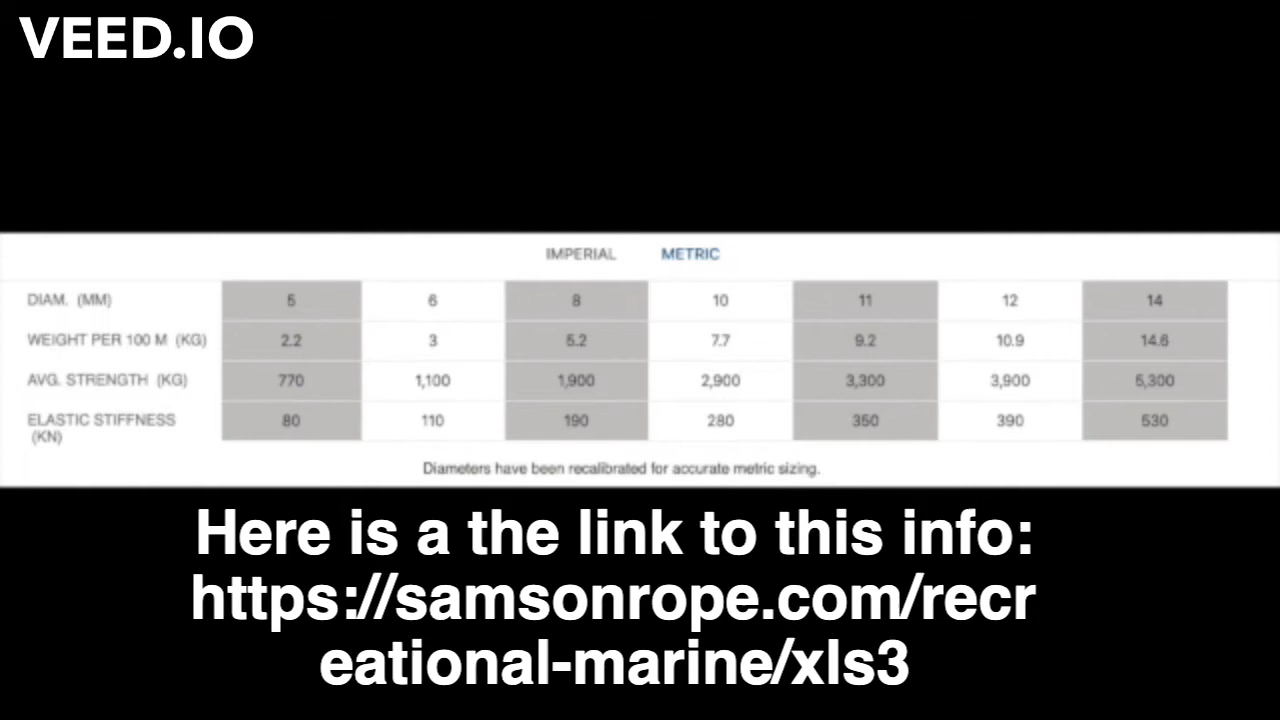 VEED.IO
IMPERIAL METRIC
DIAM. (MM) 5 6 8 10 11 12 14
WEIGHT PER 100 M (KG) 2.2 3 5.2 7.7 9.2 10.9 14.6
AVG. STRENGTH (KG) 770 1,100 1,900 2,900 3,300 3,900 5,300
ELASTIC STIFFNESS 80 110 190 280 350 390 530
(KN)
Diameters have been recalibrated for accurate metric sizing.
Here is a the link to this info:
https://samsonrope.com/recr
eational-marine/xls3